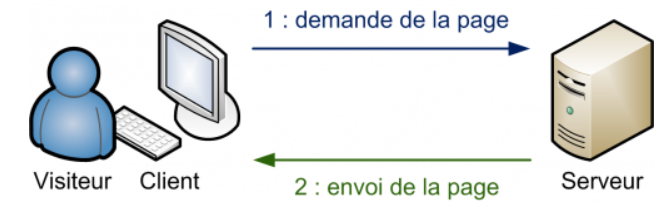 1 : demande de la page
2 : envoi de la page
Visiteur
Client
Serveur